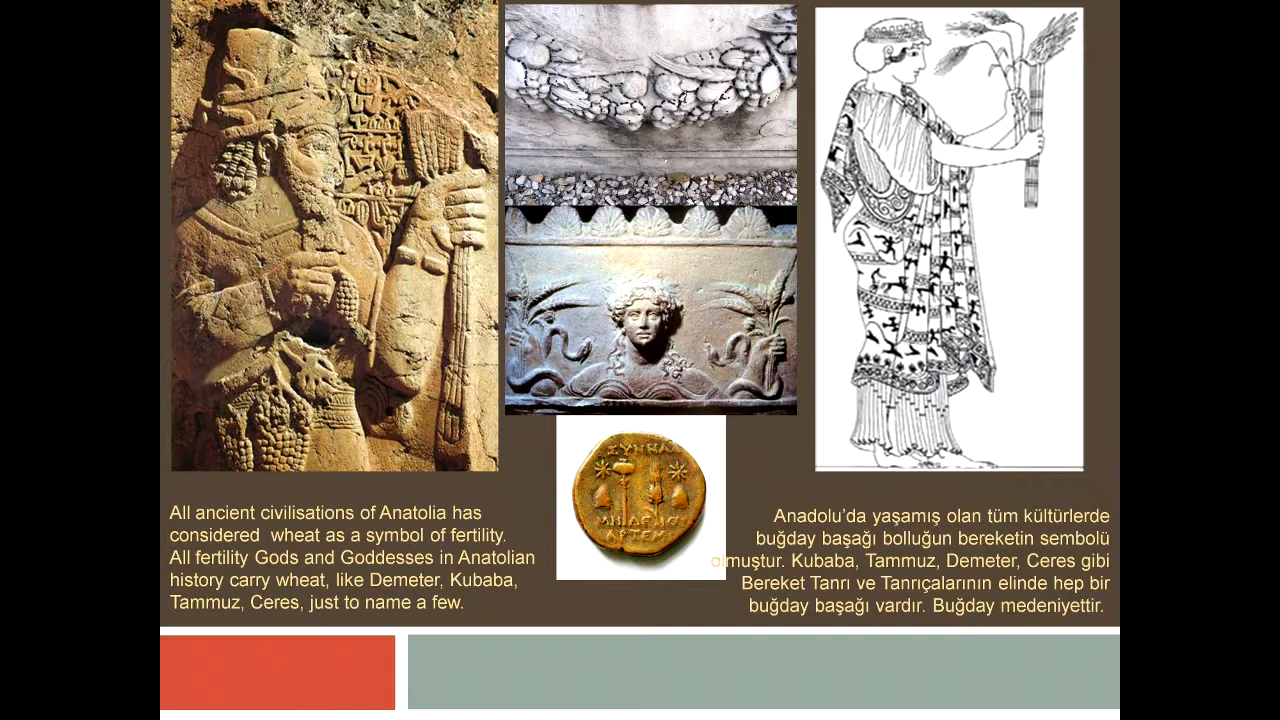 All ancient civilisations of Anatolia has
considered wheat as a symbol of fertility.
All fertility Gods and Goddesses in Anatolian
history carry wheat, like Demeter, Kubaba,
Tammuz, Ceres, just to name a few.
Anadolu’da yaşamış olan tüm kültürlerde
buğday başağı bolluğun bereketin sembolü
olmuştur. Kubaba, Tammuz, Demeter, Ceres gibi
Bereket Tanrı ve Tanrıçalarının elinde hep bir
buğday başağı vardır. Buğday medeniyettir.